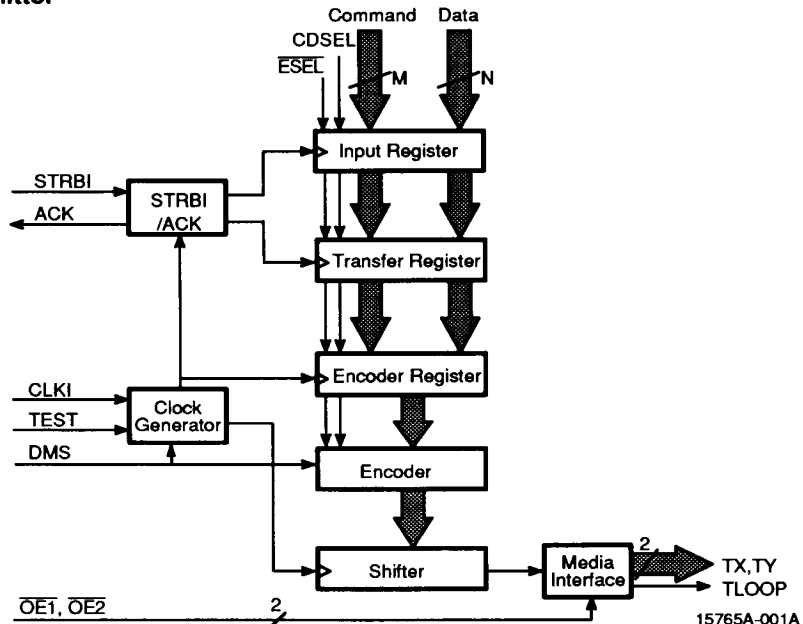 Command Data
CDSEL
ESEL
M
N
Input Register
STRBI
ACK
STRBI
/ACK
Transfer Register
Encoder Register
CLKI
TEST
DMS
Clock
Generator
Encoder
Shifter
Media
Interface
2
TX,TY
TLOOP
OE1, OE2
2
15765A-001A